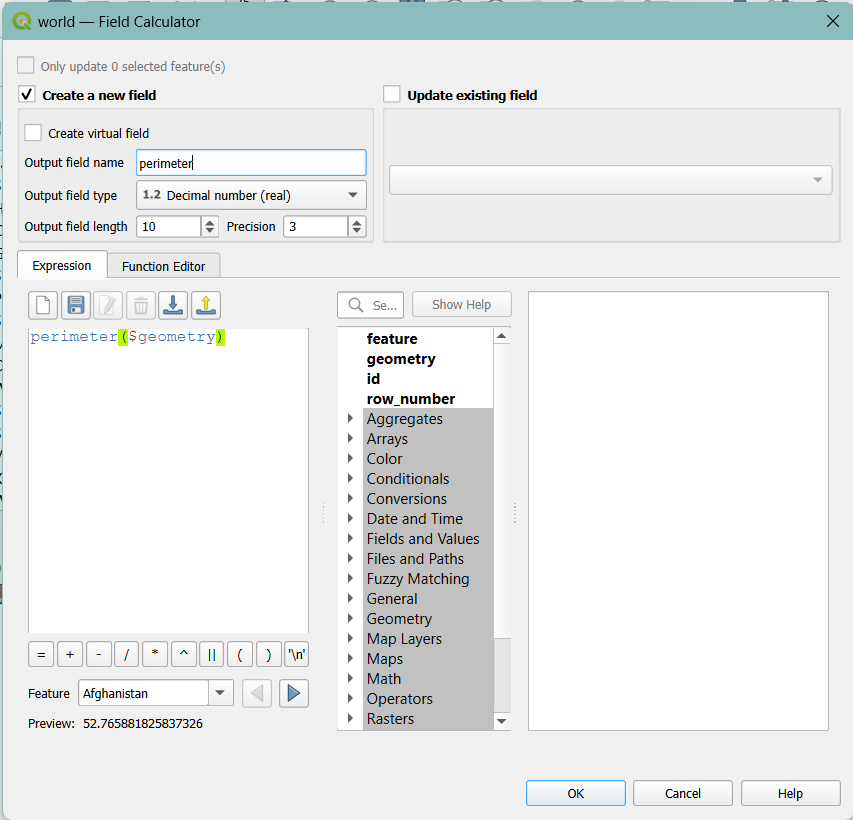 world — Field Calculator
Only update 0 selected feature(s)
Create a new field
Update existing field
Create virtual field
Output field name perimeter
Output field type 1.2 Decimal number (real)
Output field length 10 Precision 3
Expression Function Editor
Se... Show Help
perimeter($geometry)
feature
geometry
id
row_number
Aggregates
Arrays
Color
Conditionals
Conversions
Date and Time
Fields and Values
Files and Paths
Fuzzy Matching
General
Geometry
Map Layers
Maps
Math
Operators
Rasters
= + - / * ^ || ( ) '\n'
Feature Afghanistan
Preview: 52.765881825837326
OK Cancel Help